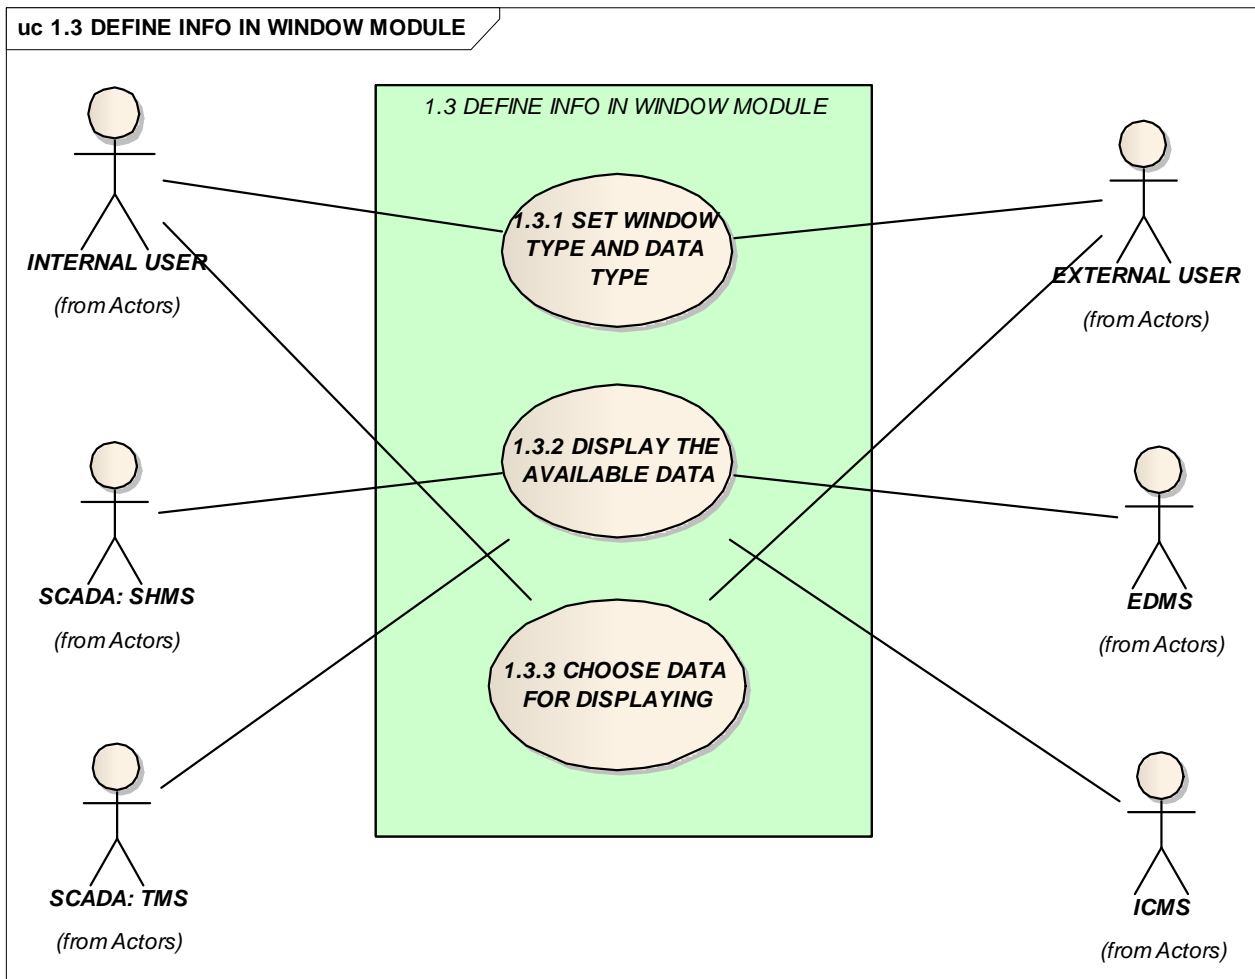 uc 1.3 DEFINE INFO IN WINDOW MODULE
1.3 DEFINE INFO IN WINDOW MODULE
INTERNAL USER
(from Actors)
1.3.1 SET WINDOW
TYPE AND DATA
TYPE
EXTERNAL USER
(from Actors)
SCADA: SHMS
(from Actors)
1.3.2 DISPLAY THE
AVAILABLE DATA
EDMS
(from Actors)
1.3.3 CHOOSE DATA
FOR DISPLAYING
SCADA: TMS
(from Actors)
ICMS
(from Actors)